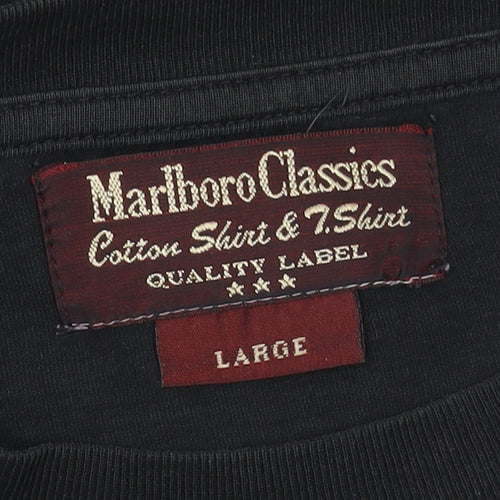 Marlboro Classics
Cotton Shirt & T.Shirt
QUALITY LABEL
★★★
LARGE